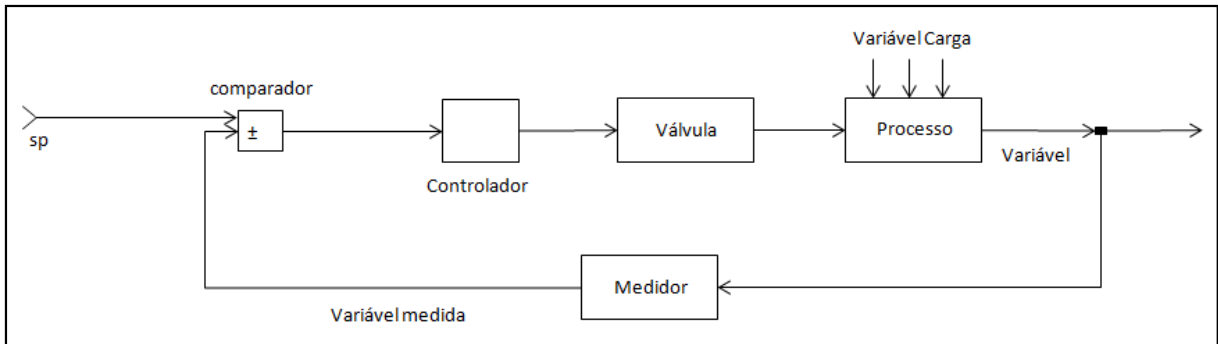 Variável Carga
comparador
sp
±
Controlador
Válvula
Processo
Variável
Medidor
Variável medida